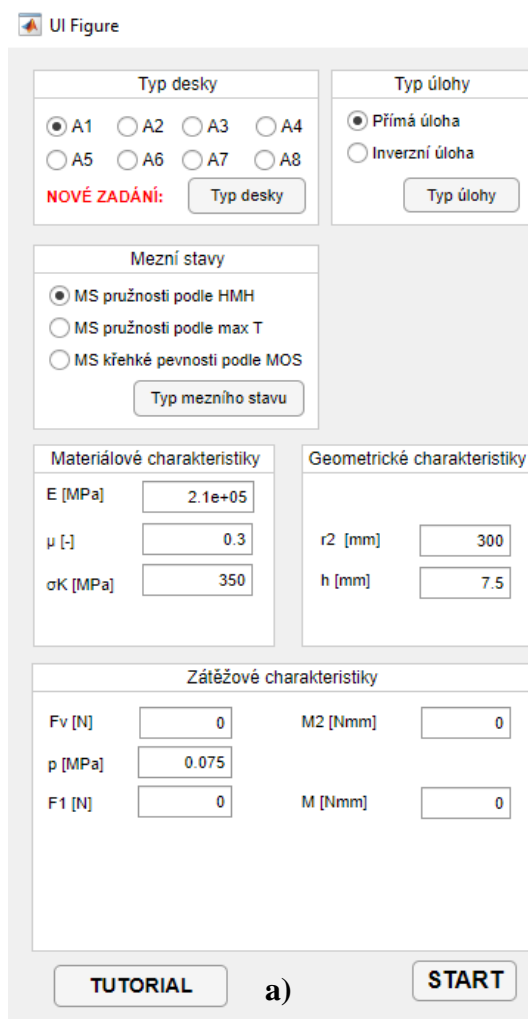 UI Figure
Typ desky
A1 A2 A3 A4
A5 A6 A7 A8
NOVÉ ZADÁNÍ: Typ desky
Typ úlohy
Přímá úloha
Inverzní úloha
Typ úlohy
Mezní stavy
MS pružnosti podle HMH
MS pružnosti podle max T
MS křehké pevnosti podle MOS
Typ mezního stavu
Materiálové charakteristiky
E [MPa] 2.1e+05
μ [-] 0.3
σK [MPa] 350
Geometrické charakteristiky
r2 [mm] 300
h [mm] 7.5
Zátěžové charakteristiky
Fv [N] 0 M2 [Nmm] 0
p [MPa] 0.075
F1 [N] 0 M [Nmm] 0
TUTORIAL a) START